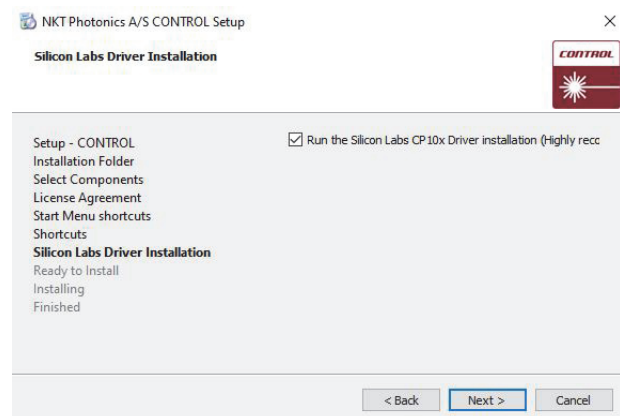 NKT Photonics A/S CONTROL Setup
Silicon Labs Driver Installation
CONTROL
Setup - CONTROL
Installation Folder
Select Components
License Agreement
Start Menu shortcuts
Shortcuts
Silicon Labs Driver Installation
Ready to Install
Installing
Finished
Run the Silicon Labs CP10x Driver installation (Highly recc
< Back
Next >
Cancel